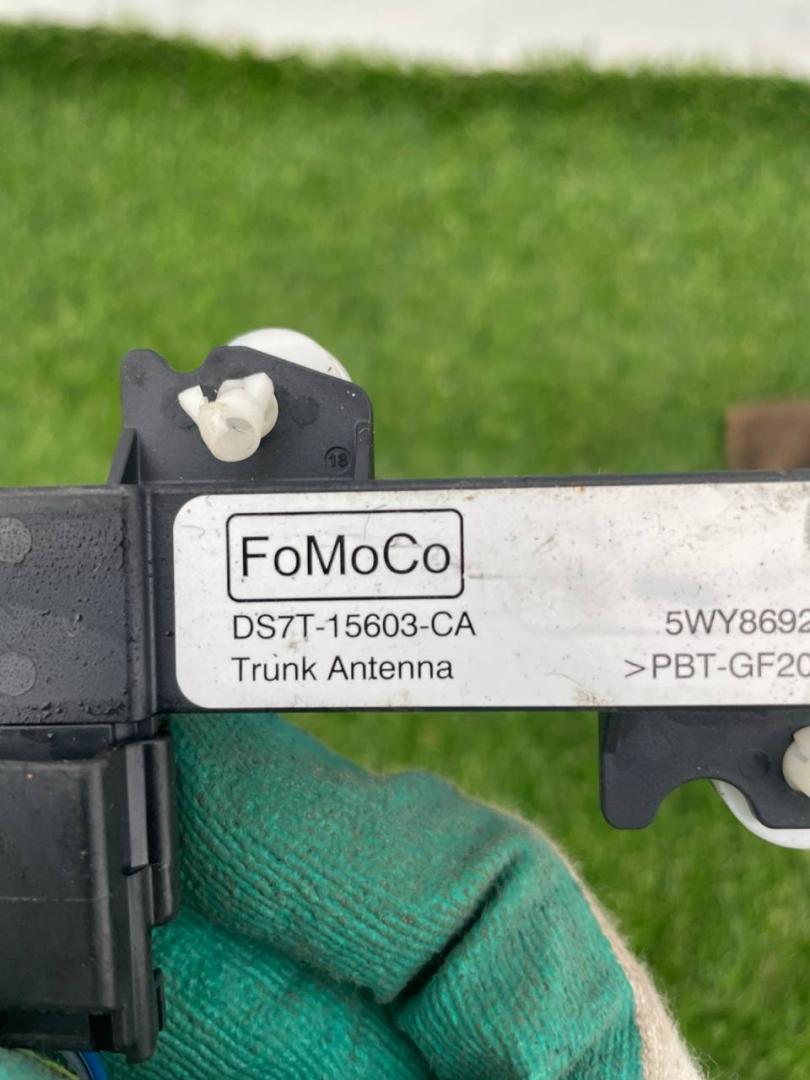 18
FoMoCo
DS7T-15603-CA 5WY8692
Trunk Antenna >PBT-GF20